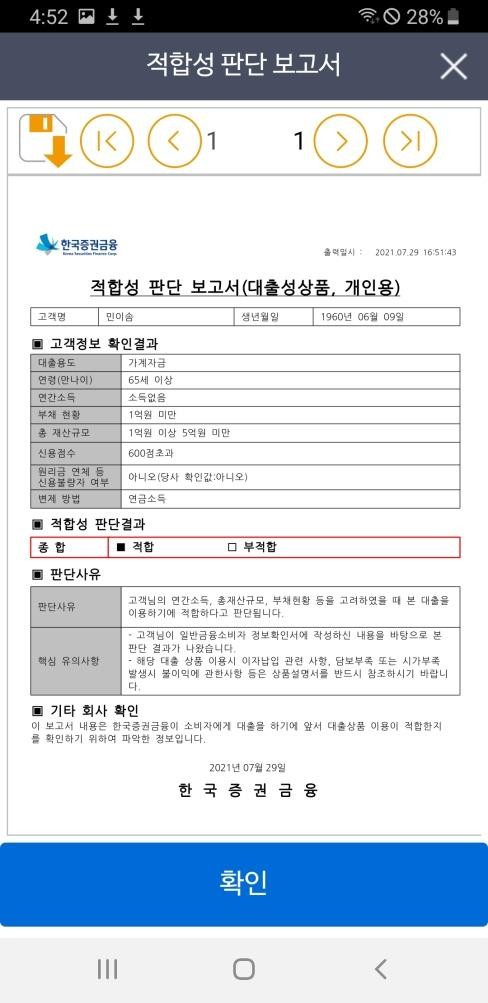 4:52
28%
적합성 판단 보고서
1 1
한국증권금융
Korea Securities Finance Corp.
출력일시 : 2021.07.29 16:51:43
적합성 판단 보고서(대출성상품, 개인용)
고객명 민이솜 생년월일 1960년 06월 09일
▣ 고객정보 확인결과
대출용도 가계자금
연령(만나이) 65세 이상
연간소득 소득없음
부채 현황 1억원 미만
총 재산규모 1억원 이상 5억원 미만
신용점수 600점초과
원리금 연체 등
신용불량자 여부 아니오(당사 확인값:아니오)
변제 방법 연금소득
▣ 적합성 판단결과
종 합 ■ 적합 □ 부적합
▣ 판단사유
판단사유 고객님의 연간소득, 총재산규모, 부채현황 등을 고려하였을 때 본 대출을
이용하기에 적합하다고 판단됩니다.
핵심 유의사항 - 고객님이 일반금융소비자 정보확인서에 작성하신 내용을 바탕으로 본
판단 결과가 나왔습니다.
- 해당 대출 상품 이용시 이자납입 관련 사항, 담보부족 또는 시가부족
발생시 불이익에 관한사항 등은 상품설명서를 반드시 참조하시기 바랍니
다.
▣ 기타 회사 확인
이 보고서 내용은 한국증권금융이 소비자에게 대출을 하기에 앞서 대출상품 이용이 적합한지
를 확인하기 위하여 파악한 정보입니다.
2021년 07월 29일
한 국 증 권 금 융
확인